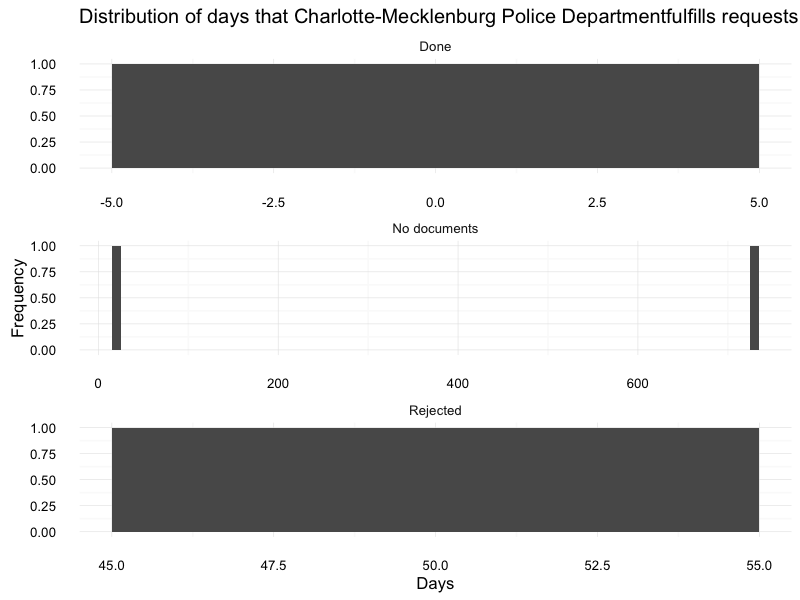 Distribution of days that Charlotte-Mecklenburg Police Departmentfulfills requests
Done
1.00
0.75
0.50
0.25
0.00
-5.0 -2.5 0.0 2.5 5.0
No documents
1.00
0.75
0.50
0.25
0.00
0 200 400 600
Frequency
Rejected
1.00
0.75
0.50
0.25
0.00
45.0 47.5 50.0 52.5 55.0
Days